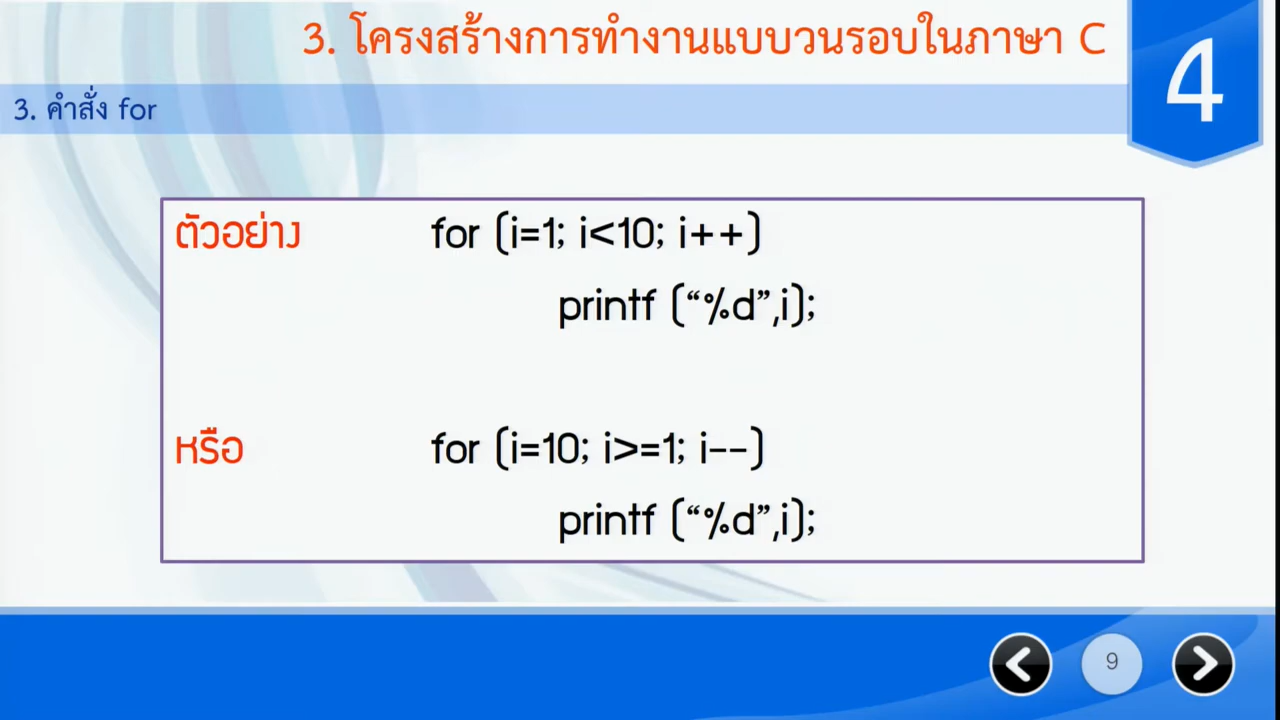 3. โครงสร้างการทำงานแบบวนรอบในภาษา C
4
3. คำสั่ง for
ตัวอย่าง for (i=1; i<10; i++)
printf (“%d”,i);
หรือ for (i=10; i>=1; i--)
printf (“%d”,i);
9